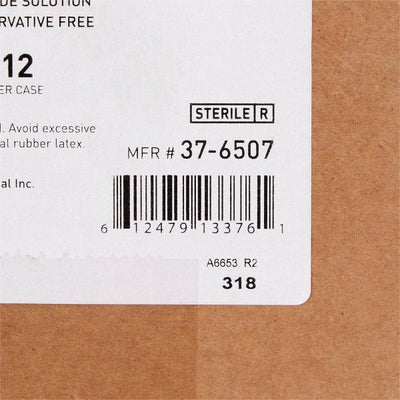 DE SOLUTION
RVATIVE FREE
12
ER CASE
STERILE R
d. Avoid excessive
al rubber latex.
MFR # 37-6507
al Inc.
6 12479 13376 1
A6653 R2
318